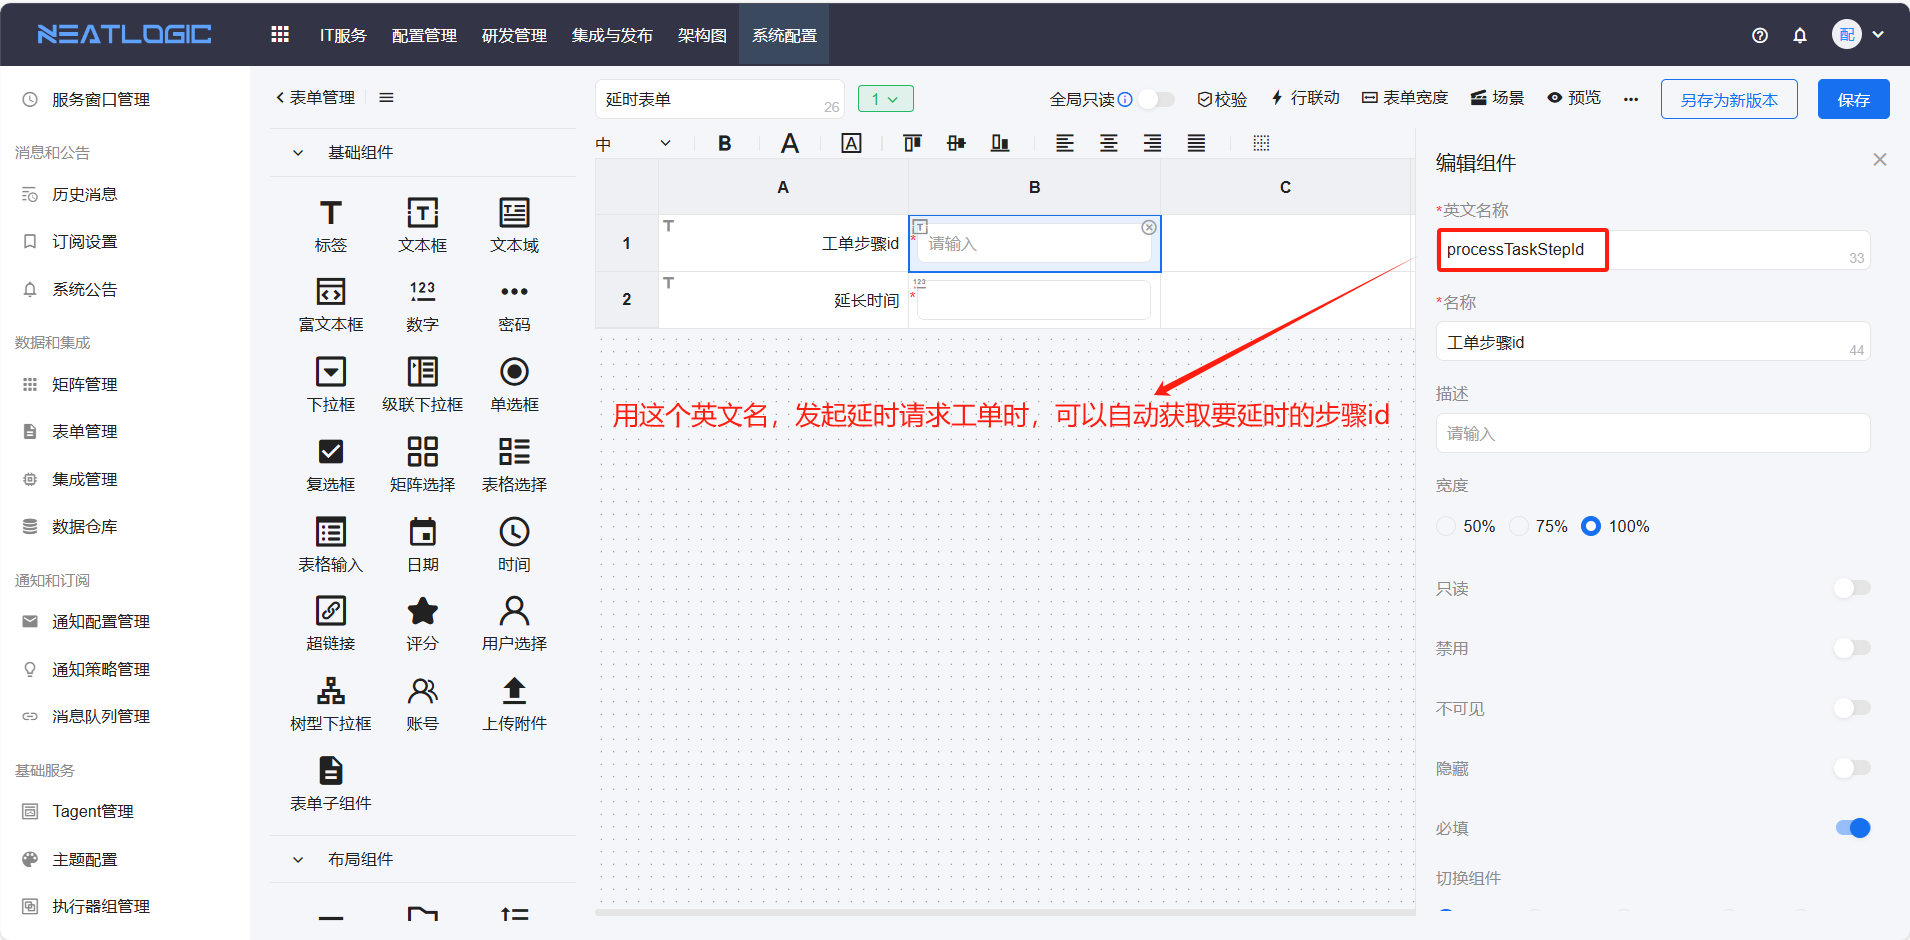 NEATLOGIC
IT服务
配置管理
研发管理
集成与发布
架构图
系统配置
配
服务窗口管理
消息和公告
历史消息
订阅设置
系统公告
数据和集成
矩阵管理
表单管理
集成管理
数据仓库
通知和订阅
通知配置管理
通知策略管理
消息队列管理
基础服务
Tagent管理
主题配置
执行器组管理
表单管理
基础组件
标签
文本框
文本域
富文本框
数字
密码
下拉框
级联下拉框
单选框
复选框
矩阵选择
表格选择
表格输入
日期
时间
超链接
评分
用户选择
树型下拉框
账号
上传附件
表单子组件
布局组件
延时表单
26
1
全局只读
校验
行联动
表单宽度
场景
预览
另存为新版本
保存
中
B
A
A
A
B
C
1
工单步骤id
* 请输入
2
延长时间
123
*
用这个英文名，发起延时请求工单时，可以自动获取要延时的步骤id
编辑组件
*英文名称
processTaskStepId
33
*名称
工单步骤id
44
描述
请输入
宽度
50%
75%
100%
只读
禁用
不可见
隐藏
必填
切换组件